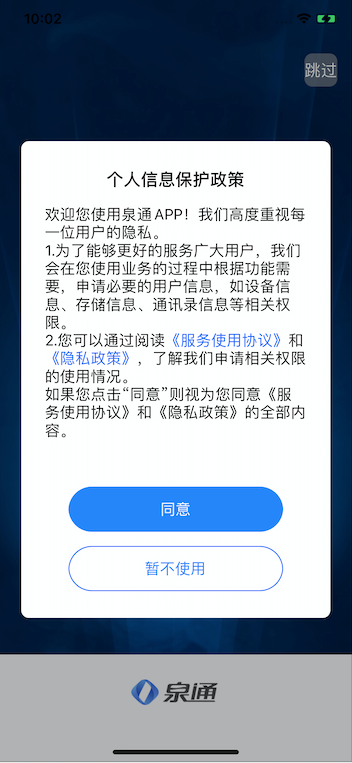 10:02
跳过
个人信息保护政策
欢迎您使用泉通APP！我们高度重视每
一位用户的隐私。
1.为了能够更好的服务广大用户，我们
会在您使用业务的过程中根据功能需
要，申请必要的用户信息，如设备信
息、存储信息、通讯录信息等相关权
限。
2.您可以通过阅读《服务使用协议》和
《隐私政策》，了解我们申请相关权限
的使用情况。
如果您点击“同意”则视为您同意《服
务使用协议》和《隐私政策》的全部内
容。
同意
暂不使用
泉通